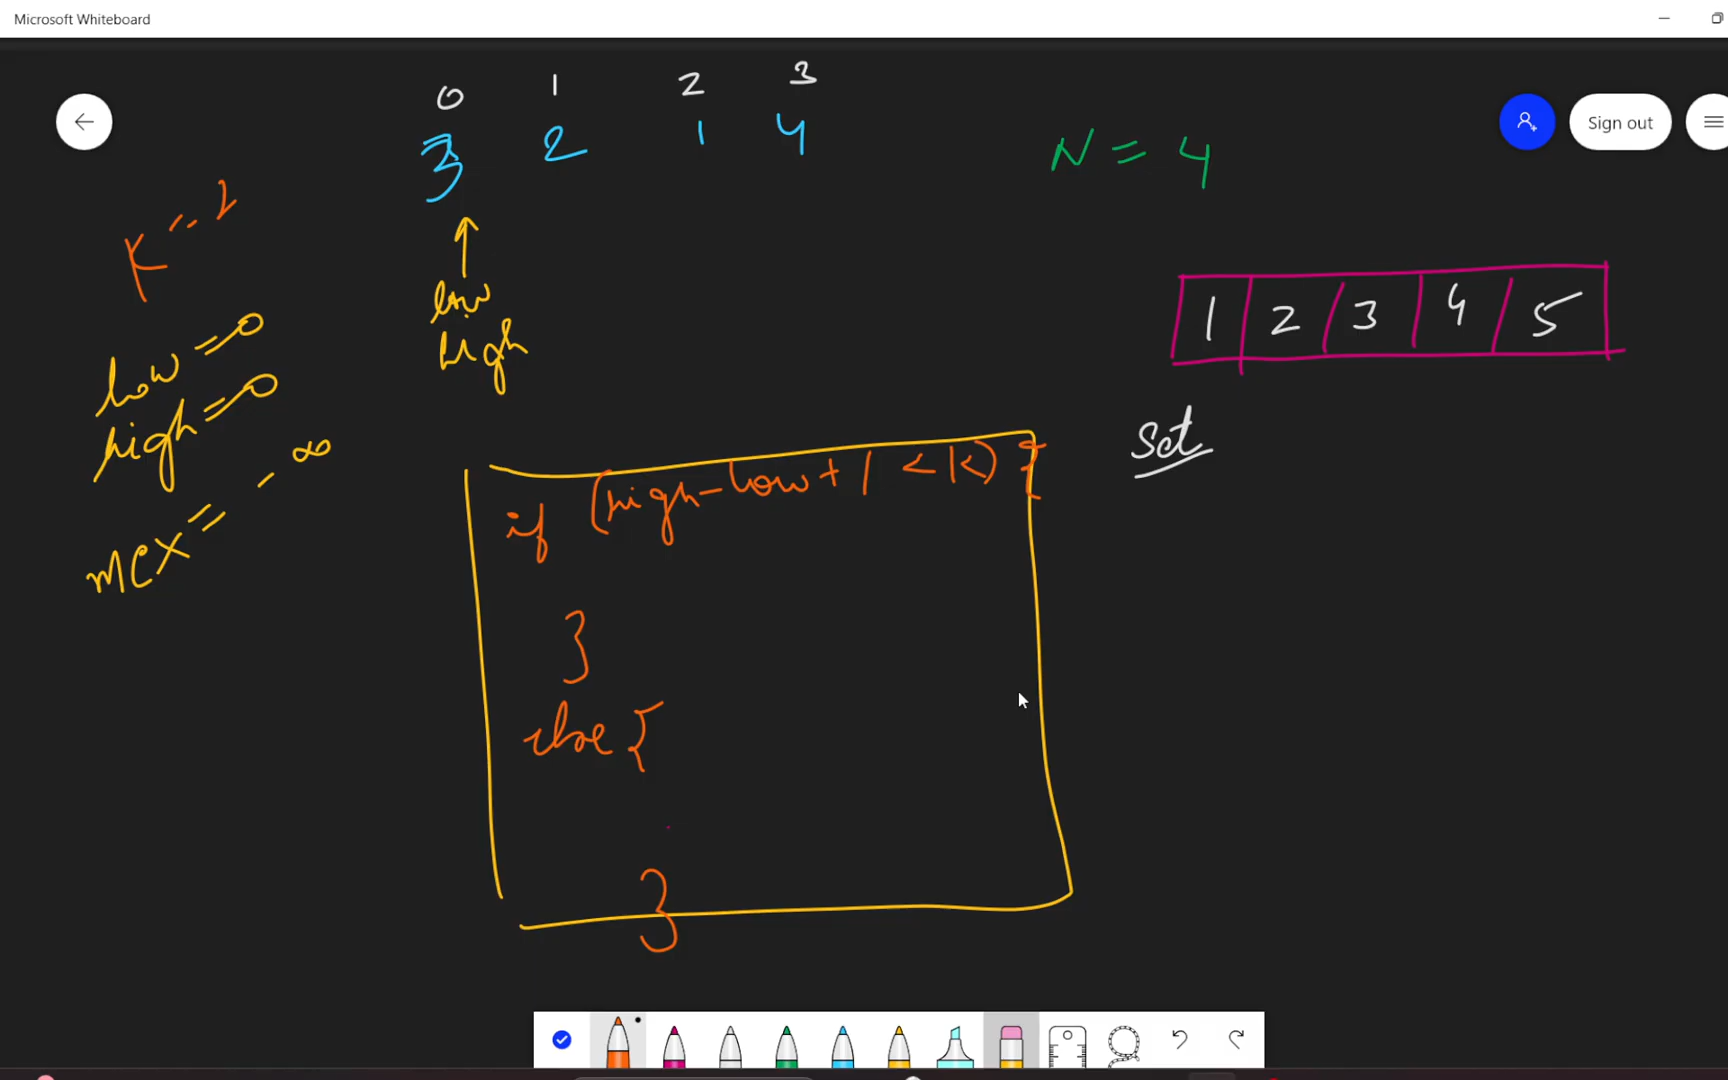 Microsoft Whiteboard
0 1 2 3
3 2 1 4
N = 4
Sign out
K = 2
low
high
low = 0
high = 0
mex = - ∞
1 2 3 4 5
Set
if (high-low+1 < K) {
}
else {
}